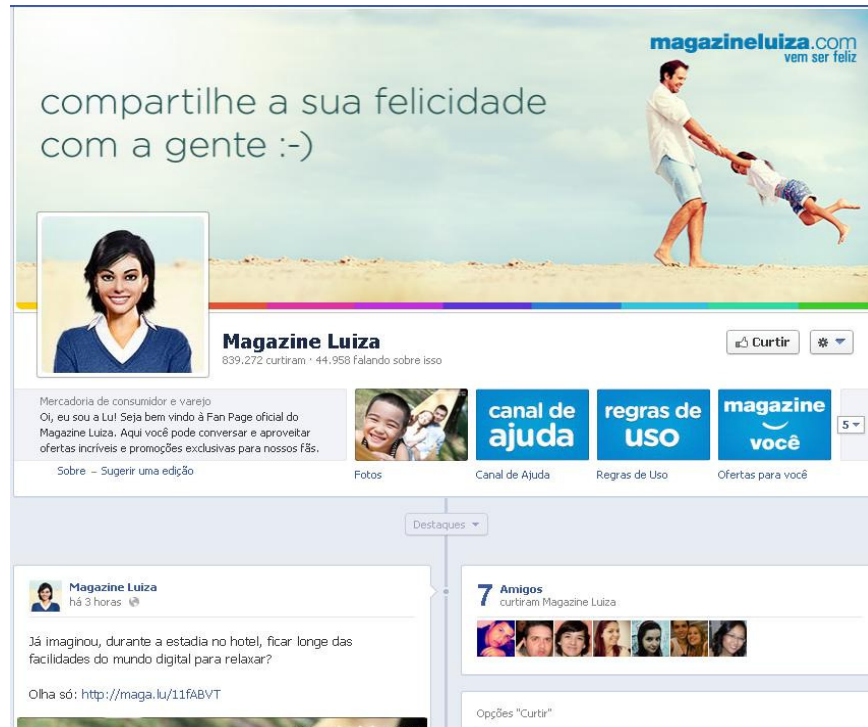 magazineluiza.com
vem ser feliz
compartilhe a sua felicidade
com a gente :-)
Magazine Luiza
839.272 curtiram · 44.958 falando sobre isso
Curtir
Mercadoria de consumidor e varejo
Oi, eu sou a Lu! Seja bem vindo à Fan Page oficial do
Magazine Luiza. Aqui você pode conversar e aproveitar
ofertas incríveis e promoções exclusivas para nossos fãs.
Sobre – Sugerir uma edição
canal de
ajuda
regras de
uso
magazine
você
5
Fotos
Canal de Ajuda
Regras de Uso
Ofertas para você
Destaques
Magazine Luiza
há 3 horas
Já imaginou, durante a estadia no hotel, ficar longe das
facilidades do mundo digital para relaxar?
Olha só: http://maga.lu/11fABVT
7 Amigos
curtiram Magazine Luiza
Opções "Curtir"